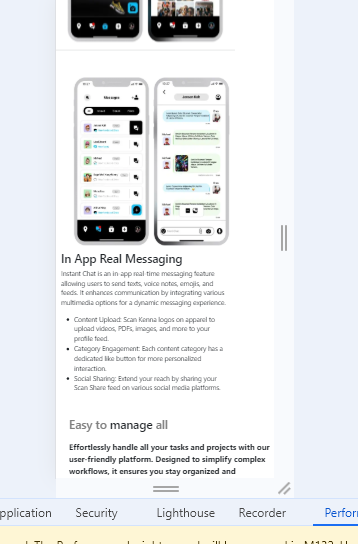 Messages
In App Real Messaging
Instant Chat is an in app real-time messaging feature
allowing users to send texts, voice notes, emojis, and
feeds. It enhances communication by integrating various
multimedia options for a dynamic messaging experience.
• Content Upload: Scan Kenna logos on apparel to
upload videos, PDFs, images, and more to your
profile feed.
• Category Engagement: Each content category has a
dedicated like button for more personalized
interaction.
• Social Sharing: Extend your reach by sharing your
Scan Share feed on various social media platforms.
Easy to manage all
Effortlessly handle all your tasks and projects with our
user-friendly platform. Designed to simplify complex
workflows, it ensures you stay organized and
pplication Security Lighthouse Recorder Perfor